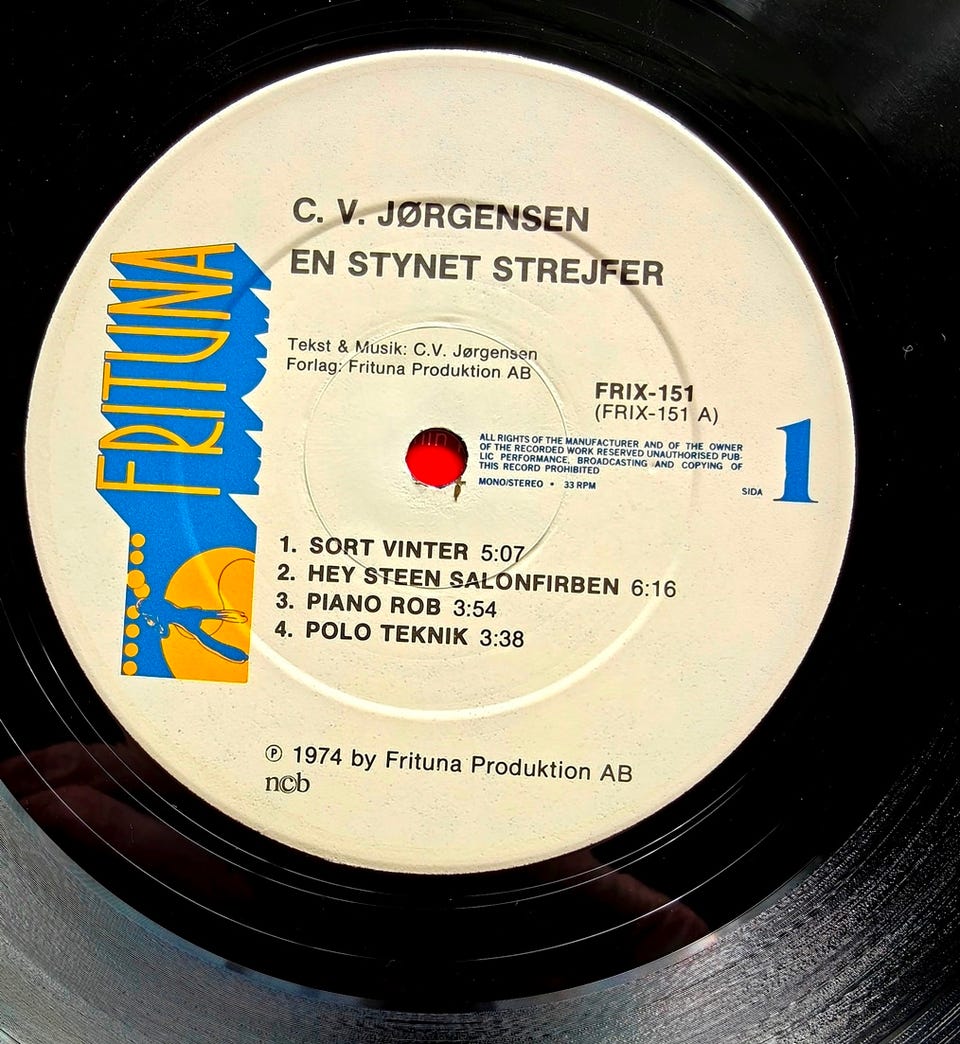 C. V. JØRGENSEN
EN STYNET STREJFER
FRITUNA
Tekst & Musik: C.V. Jørgensen
Forlag: Frituna Produktion AB
FRIX-151
(FRIX-151 A)
ALL RIGHTS OF THE MANUFACTURER AND OF THE OWNER
OF THE RECORDED WORK RESERVED UNAUTHORISED PUB-
LIC PERFORMANCE, BROADCASTING AND COPYING OF
THIS RECORD PROHIBITED
MONO/STEREO • 33 RPM
SIDA 1
1. SORT VINTER 5:07
2. HEY STEEN SALONFIRBEN 6:16
3. PIANO ROB 3:54
4. POLO TEKNIK 3:38
℗ 1974 by Frituna Produktion AB
ncb